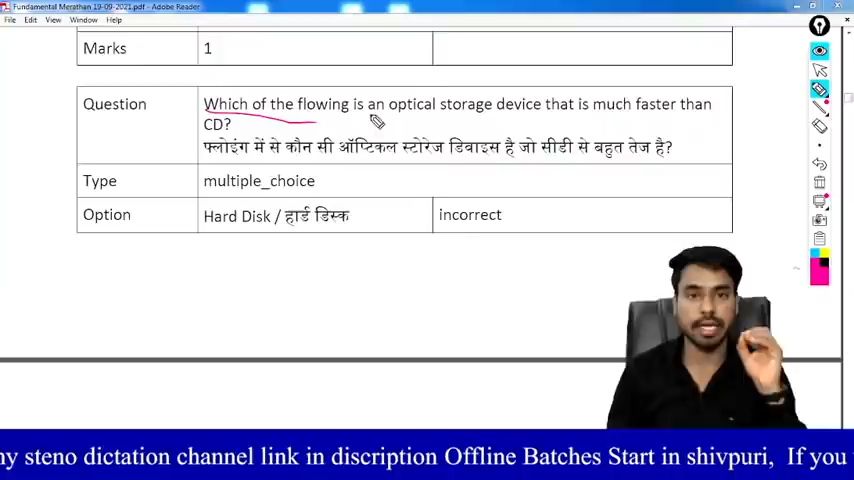 Fundamental Merathan 19-09-2021.pdf - Adobe Reader
File Edit View Window Help
Marks 1
Question Which of the flowing is an optical storage device that is much faster than
CD?
फ्लोइंग में से कौन सी ऑप्टिकल स्टोरेज डिवाइस है जो सीडी से बहुत तेज है?
Type multiple_choice
Option Hard Disk / हार्ड डिस्क incorrect
ny steno dictation channel link in discription Offline Batches Start in shivpuri, If you